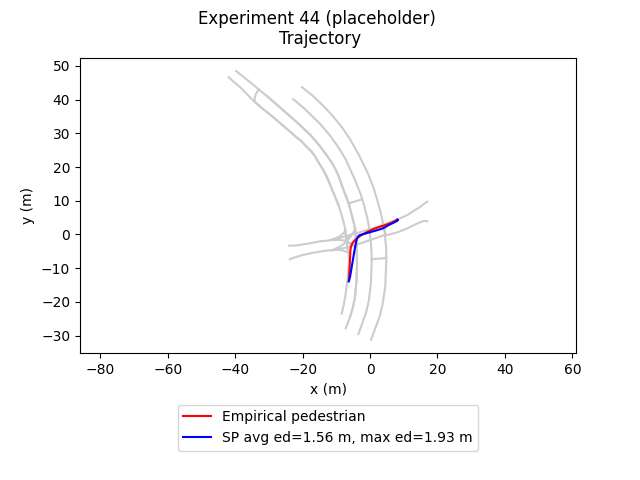 Experiment 44 (placeholder)
Trajectory
50
40
30
20
10
0
−10
−20
−30
y (m)
−80 −60 −40 −20 0 20 40 60
x (m)
Empirical pedestrian
SP avg ed=1.56 m, max ed=1.93 m